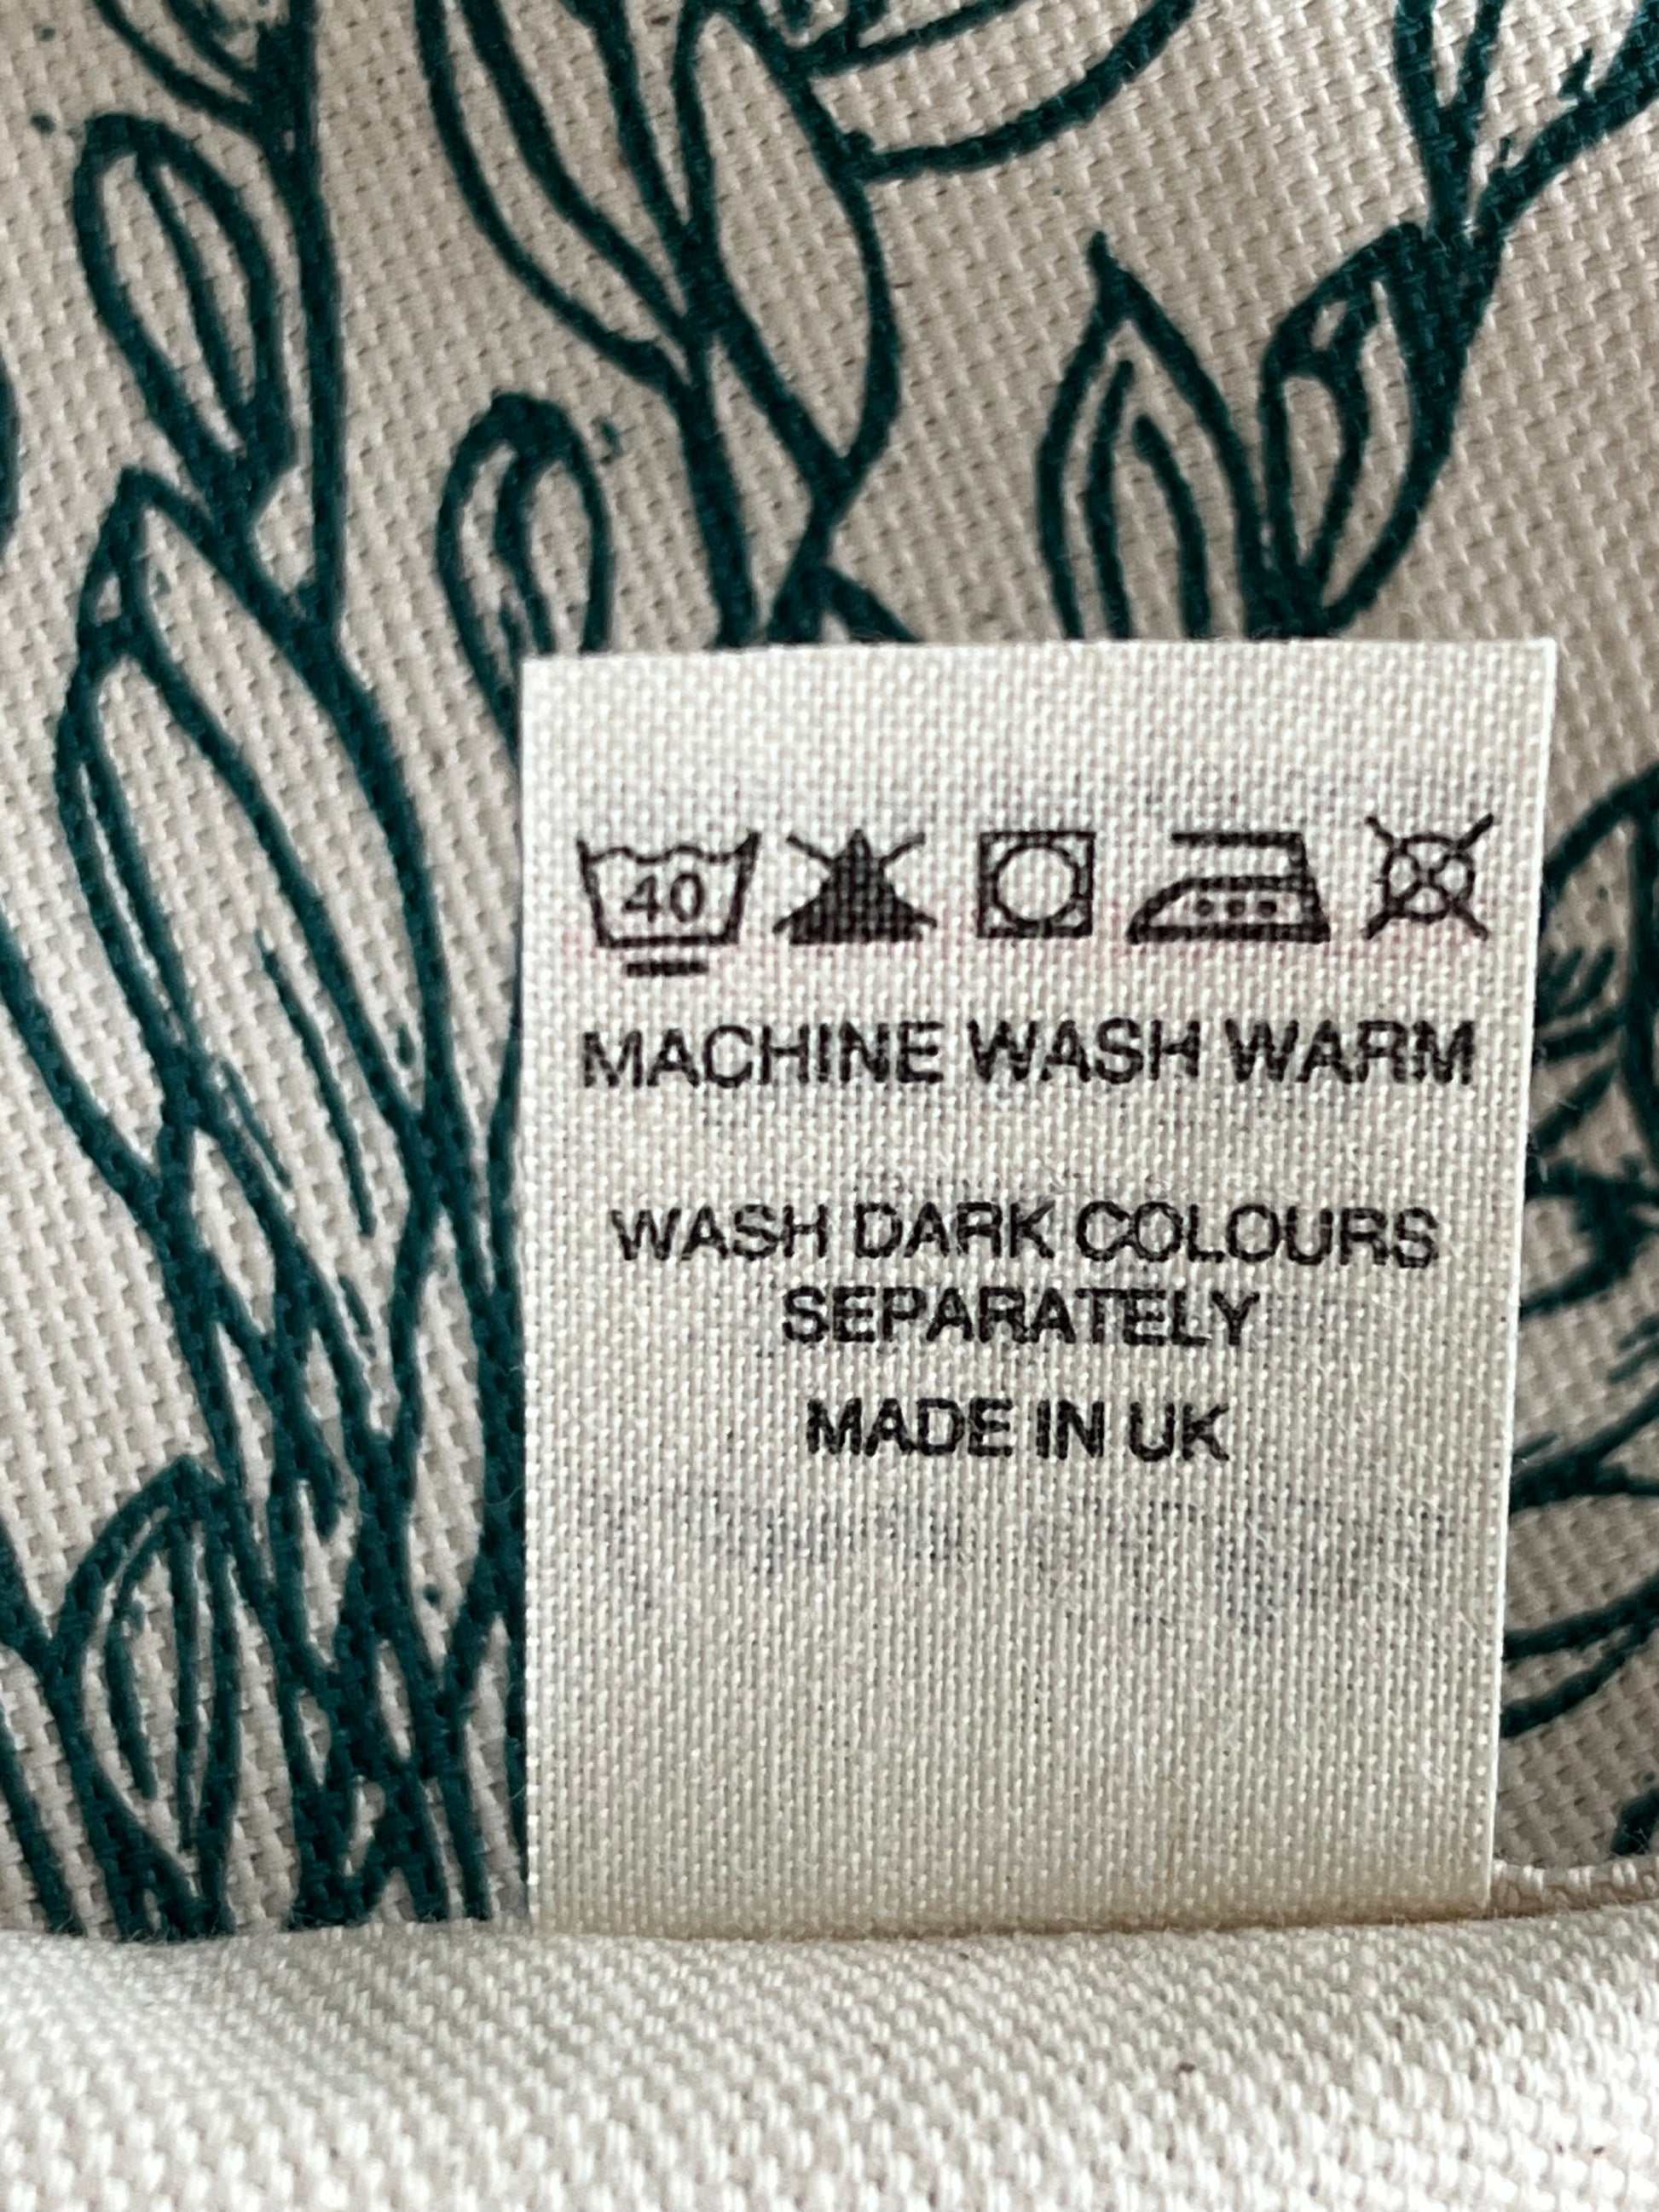 40
MACHINE WASH WARM
WASH DARK COLOURS
SEPARATELY
MADE IN UK